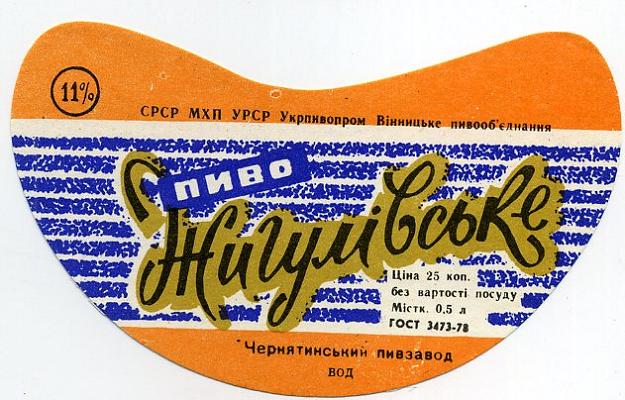 11%
СРСР МХП УРСР Укрпивопром Вінницьке пивооб'єднання
пиво
Жигулівське
Ціна 25 коп.
без вартості посуду
Містк. 0,5 л
ГОСТ 3473-78
Чернятинський пивзавод
ВОД